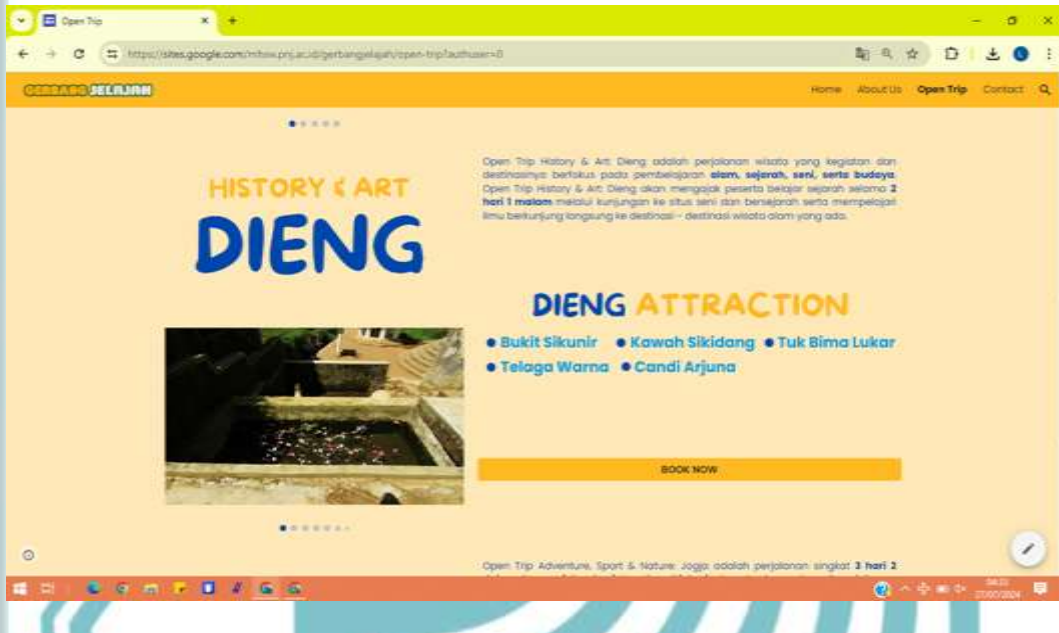 Open Trip
https://sites.google.com/mhsw.pnj.ac.id/gerbangjelajah/open-trip?authuser=0
GERBANG JELAJAH
Home About Us Open Trip Contact
HISTORY & ART
DIENG
Open Trip History & Art: Dieng adalah perjalanan wisata yang kegiatan dan
destinasinya berfokus pada pembelajaran alam, sejarah, seni, serta budaya.
Open Trip History & Art: Dieng akan mengajak peserta belajar sejarah selama 2
hari 1 malam melalui kunjungan ke situs seni dan bersejarah serta mempelajari
ilmu berkunjung langsung ke destinasi - destinasi wisata alam yang ada.
DIENG ATTRACTION
• Bukit Sikunir • Kawah Sikidang • Tuk Bima Lukar
• Telaga Warna • Candi Arjuna
BOOK NOW
Open Trip Adventure, Sport & Nature: Jogja adalah perjalanan singkat 3 hari 2
27/07/2024